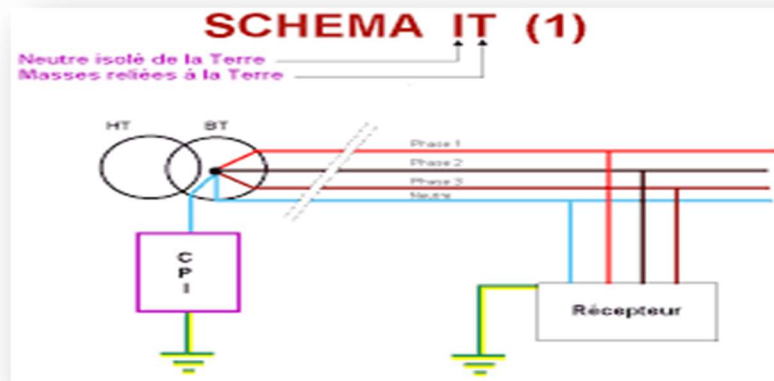 SCHEMA IT (1)
Neutre isolé de la Terre
Masses reliées à la Terre
HT
BT
Phase 1
Phase 2
Phase 3
Neutre
C
P
I
Récepteur